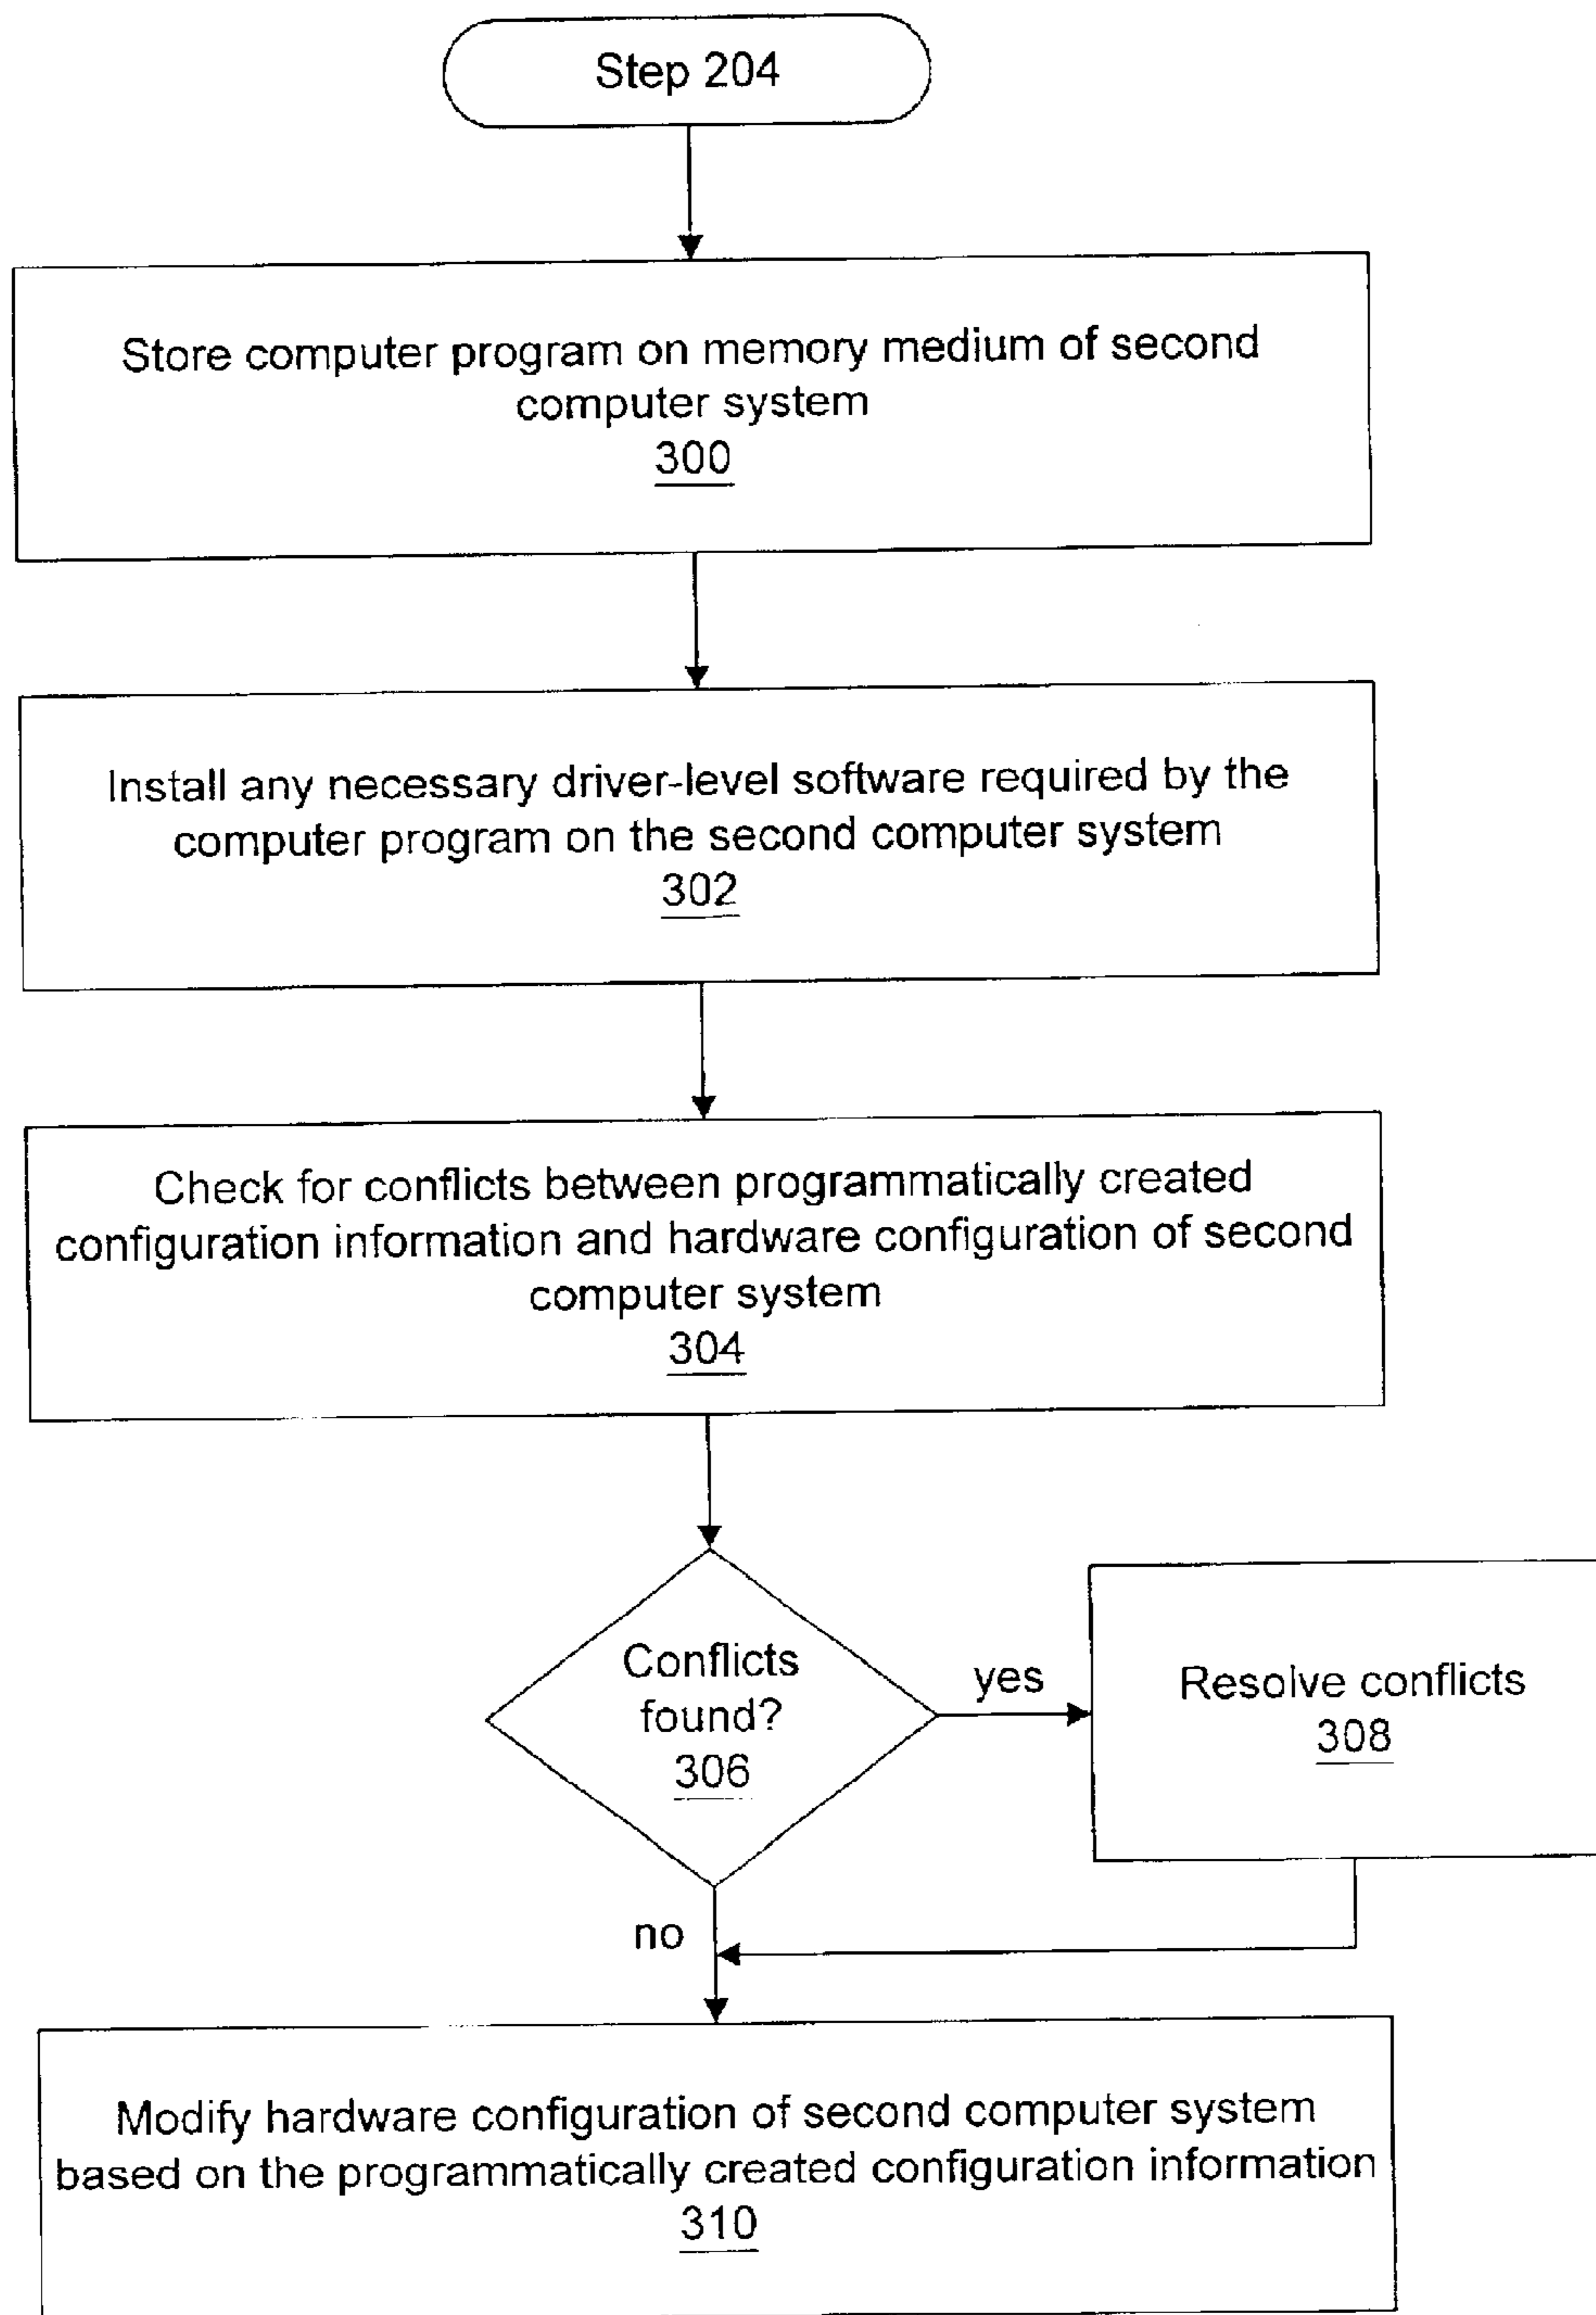 Step 204
Store computer program on memory medium of second
computer system
300
Install any necessary driver-level software required by the
computer program on the second computer system
302
Check for conflicts between programmatically created
configuration information and hardware configuration of second
computer system
304
Conflicts
found?
306
yes
Resolve conflicts
308
no
Modify hardware configuration of second computer system
based on the programmatically created configuration information
310